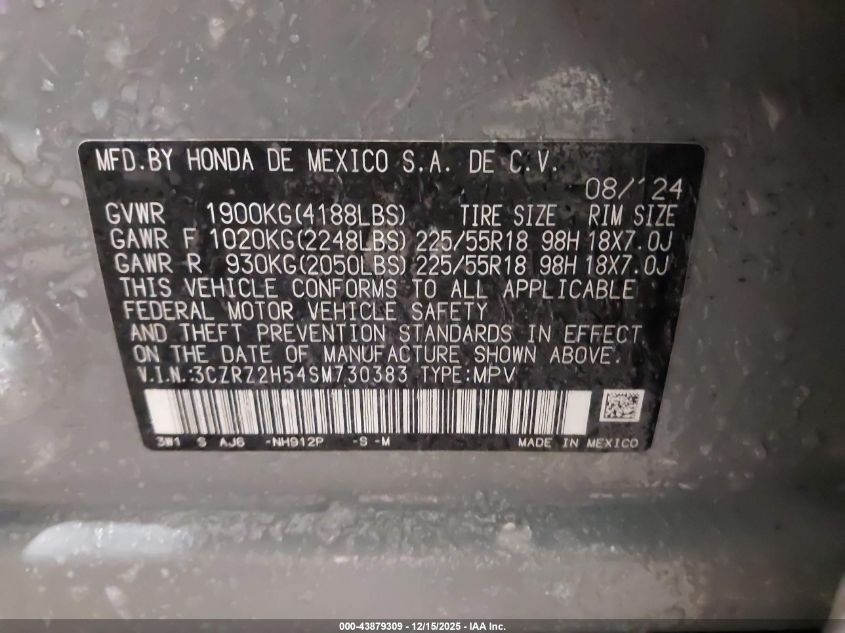 MFD.BY HONDA DE MEXICO S.A. DE C.V.
08/'24
GVWR 1900KG(4188LBS) TIRE SIZE RIM SIZE
GAWR F 1020KG(2248LBS) 225/55R18 98H 18X7.0J
GAWR R 930KG(2050LBS) 225/55R18 98H 18X7.0J
THIS VEHICLE CONFORMS TO ALL APPLICABLE
FEDERAL MOTOR VEHICLE SAFETY
AND THEFT PREVENTION STANDARDS IN EFFECT
ON THE DATE OF MANUFACTURE SHOWN ABOVE.
V.I.N.:3CZRZ2H54SM730383 TYPE:MPV
3W1 S AJ6 -NH912P -S -M MADE IN MEXICO
000-43879309 - 12/15/2025 - IAA Inc.